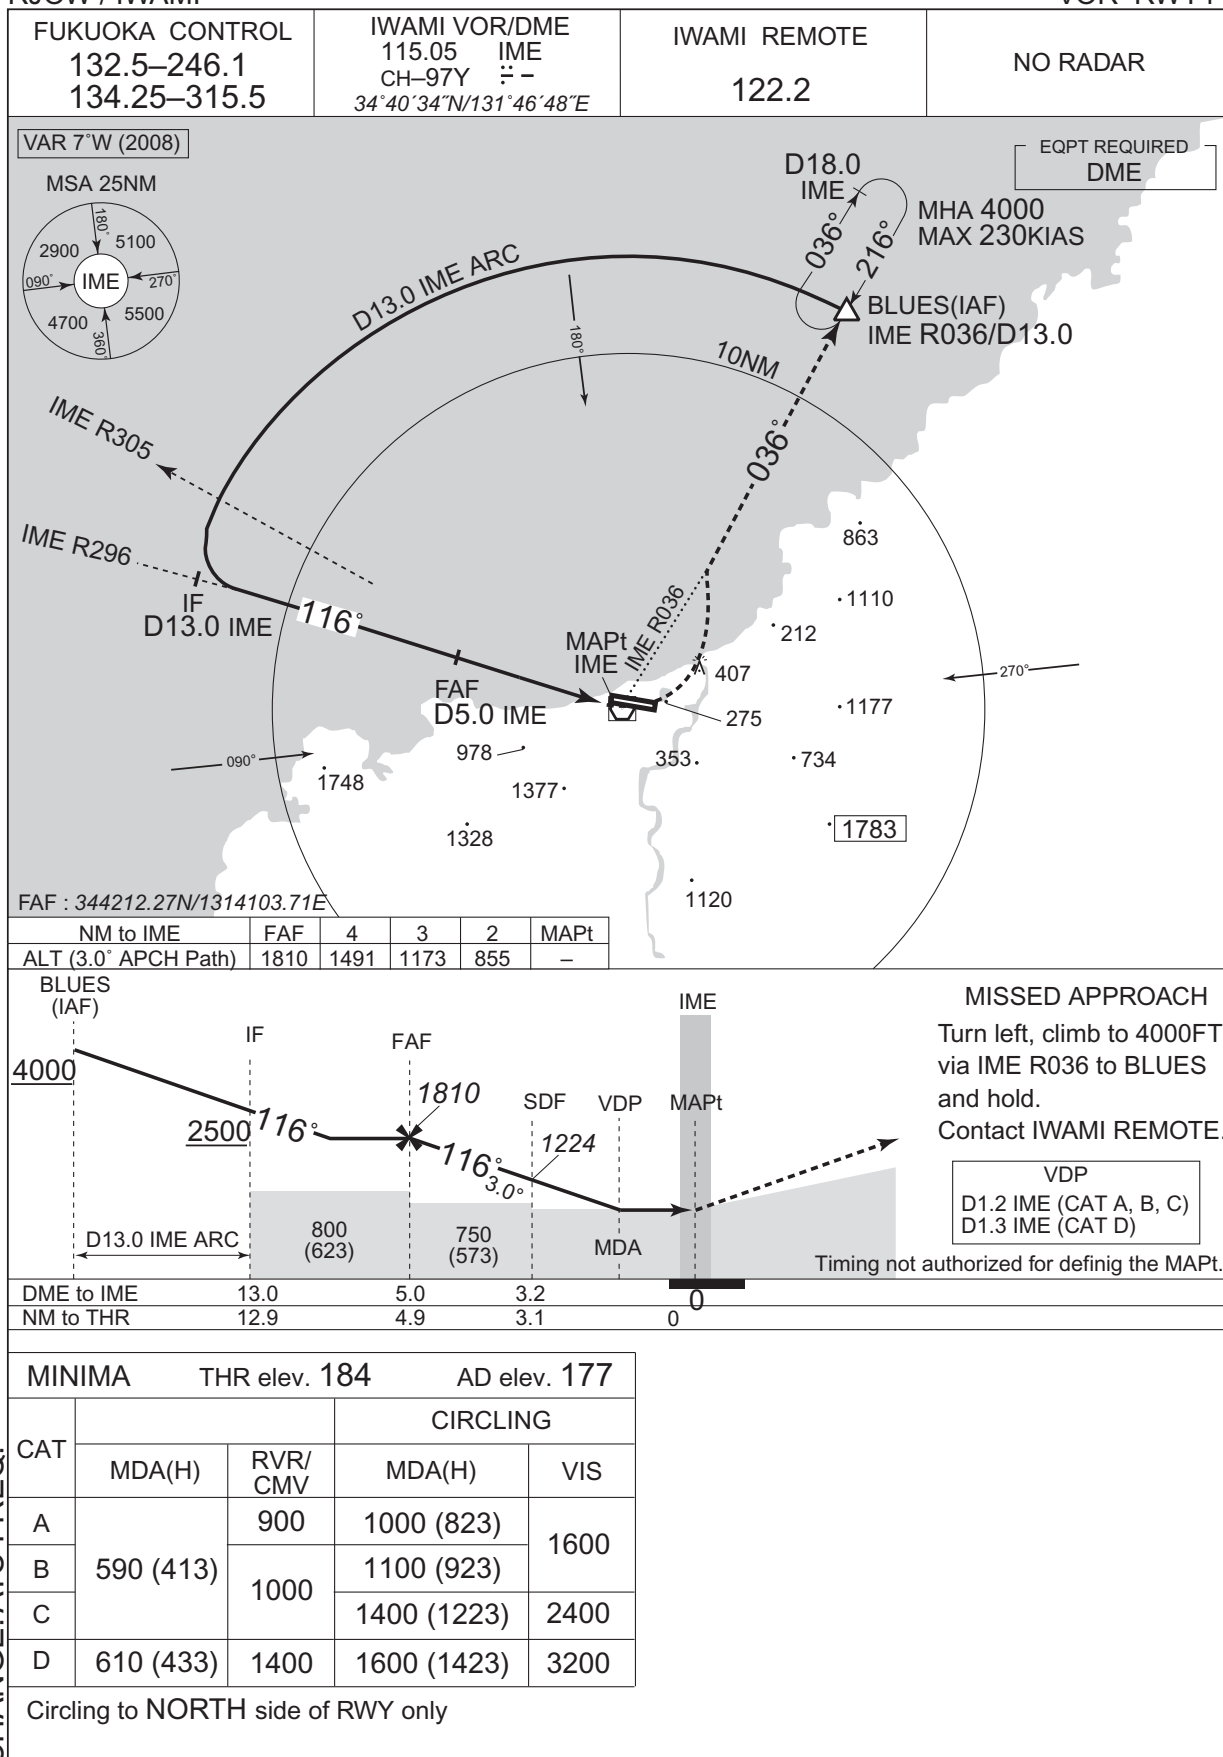 FUKUOKA CONTROL
132.5–246.1
134.25–315.5
IWAMI VOR/DME
115.05 IME
CH–97Y
34°40´34˝N/131°46´48˝E
IWAMI REMOTE
122.2
NO RADAR
VAR 7°W (2008)
MSA 25NM
180°
2900
5100
090°
IME
270°
4700
5500
360°
EQPT REQUIRED
DME
D18.0
IME
036°
216°
MHA 4000
MAX 230KIAS
D13.0 IME ARC
BLUES(IAF)
IME R036/D13.0
180°
10NM
036°
IME R305
IME R296
IF
D13.0 IME
116°
FAF
D5.0 IME
MAPt
IME
IME R036
863
1110
212
407
275
1177
270°
353
734
978
1377
090°
1748
1328
1783
1120
FAF : 344212.27N/1314103.71E
NM to IME FAF 4 3 2 MAPt
ALT (3.0° APCH Path) 1810 1491 1173 855 –
BLUES
(IAF)
IF
FAF
IME
4000
2500
116°
1810
SDF
VDP
MAPt
1224
116°
3.0°
D13.0 IME ARC
800
(623)
750
(573)
MDA
MISSED APPROACH
Turn left, climb to 4000FT
via IME R036 to BLUES
and hold.
Contact IWAMI REMOTE.
VDP
D1.2 IME (CAT A, B, C)
D1.3 IME (CAT D)
Timing not authorized for definig the MAPt.
DME to IME 13.0 5.0 3.2 0
NM to THR 12.9 4.9 3.1 0
MINIMA THR elev. 184 AD elev. 177
CAT
CIRCLING
MDA(H)
RVR/
CMV
MDA(H)
VIS
A 900 1000 (823)
1600
B 590 (413) 1000 1100 (923)
C 1400 (1223) 2400
D 610 (433) 1400 1600 (1423) 3200
Circling to NORTH side of RWY only